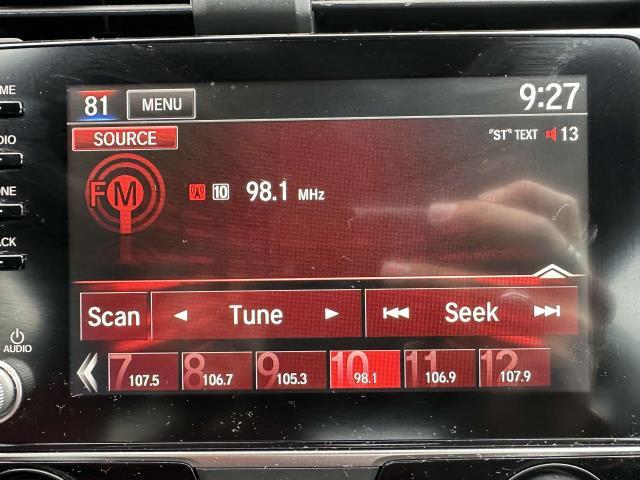 81 MENU 9:27
SOURCE "ST" TEXT 13
FM 10 98.1 MHz
Scan Tune Seek
7 107.5 8 106.7 9 105.3 10 98.1 11 106.9 12 107.9
AUDIO